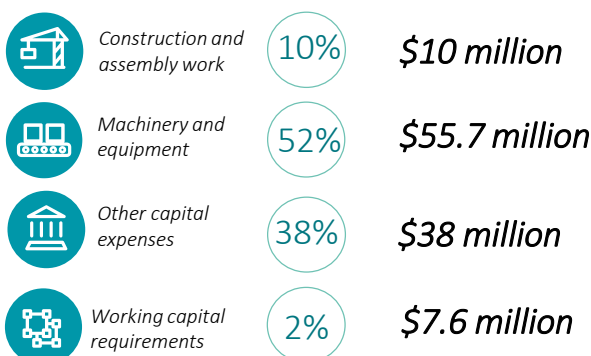 Construction and
assembly work
10%
$10 million
Machinery and
equipment
52%
$55.7 million
Other capital
expenses
38%
$38 million
Working capital
requirements
2%
$7.6 million